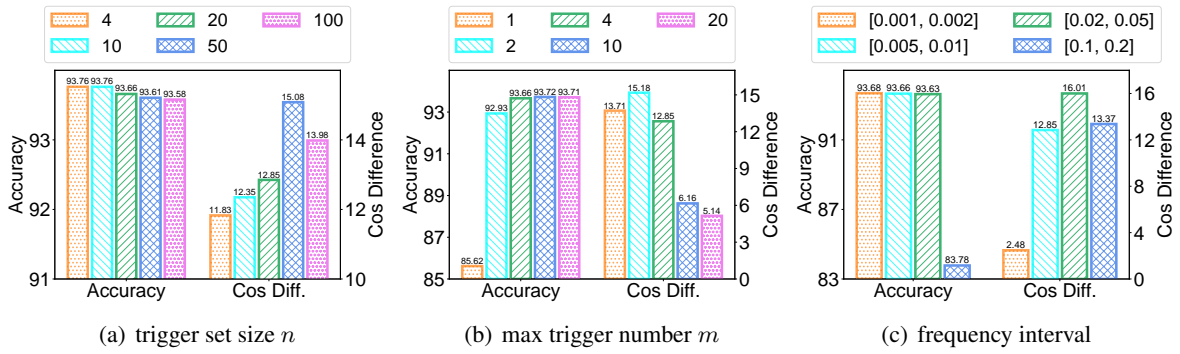 4 20 100
10 50
93.76 93.76 93.66 93.61 93.58
11.83 12.35 12.85 15.08 13.98
Accuracy
93
92
91
14
12
10
Cos Difference
Accuracy Cos Diff.
(a) trigger set size n
1 4 20
2 10
85.62 92.93 93.66 93.72 93.71
13.71 15.18 12.85 6.16 5.14
Accuracy
93
91
89
87
85
15
12
9
6
3
0
Cos Difference
Accuracy Cos Diff.
(b) max trigger number m
[0.001, 0.002] [0.02, 0.05]
[0.005, 0.01] [0.1, 0.2]
93.68 93.66 93.63 83.78
2.48 12.85 16.01 13.37
Accuracy
91
87
83
16
12
8
4
0
Cos Difference
Accuracy Cos Diff.
(c) frequency interval